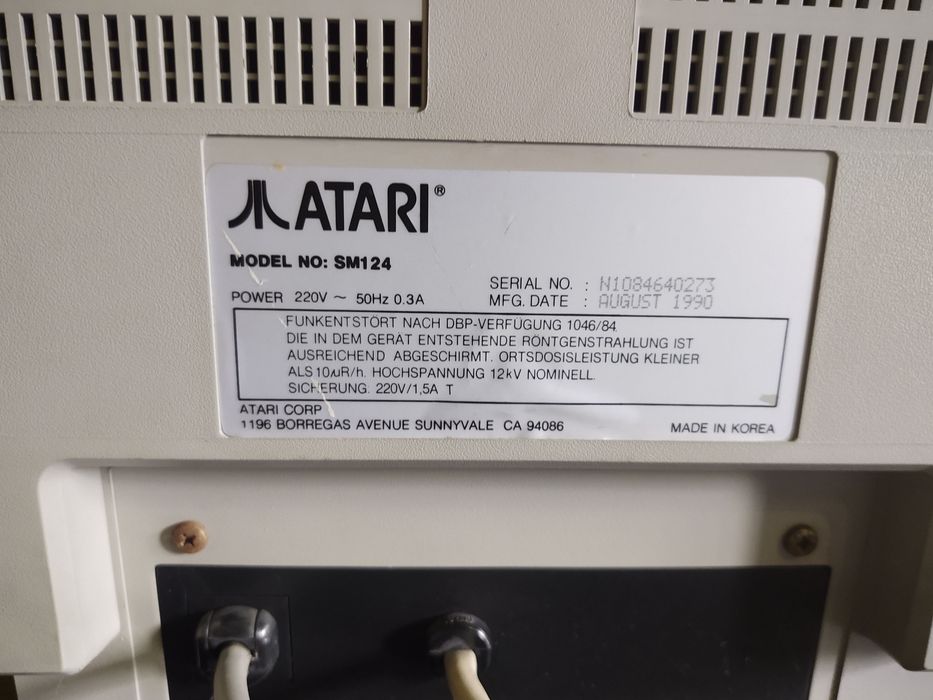 ATARI®
MODEL NO: SM124
SERIAL NO. : N1084640273
POWER 220V ~ 50Hz 0.3A
MFG. DATE : AUGUST 1990
FUNKENTSTÖRT NACH DBP-VERFÜGUNG 1046/84.
DIE IN DEM GERÄT ENTSTEHENDE RÖNTGENSTRAHLUNG IST
AUSREICHEND ABGESCHIRMT. ORTSDOSISLEISTUNG KLEINER
ALS 10µR/h. HOCHSPANNUNG 12kV NOMINELL.
SICHERUNG. 220V/1,5A T
ATARI CORP
1196 BORREGAS AVENUE SUNNYVALE CA 94086
MADE IN KOREA